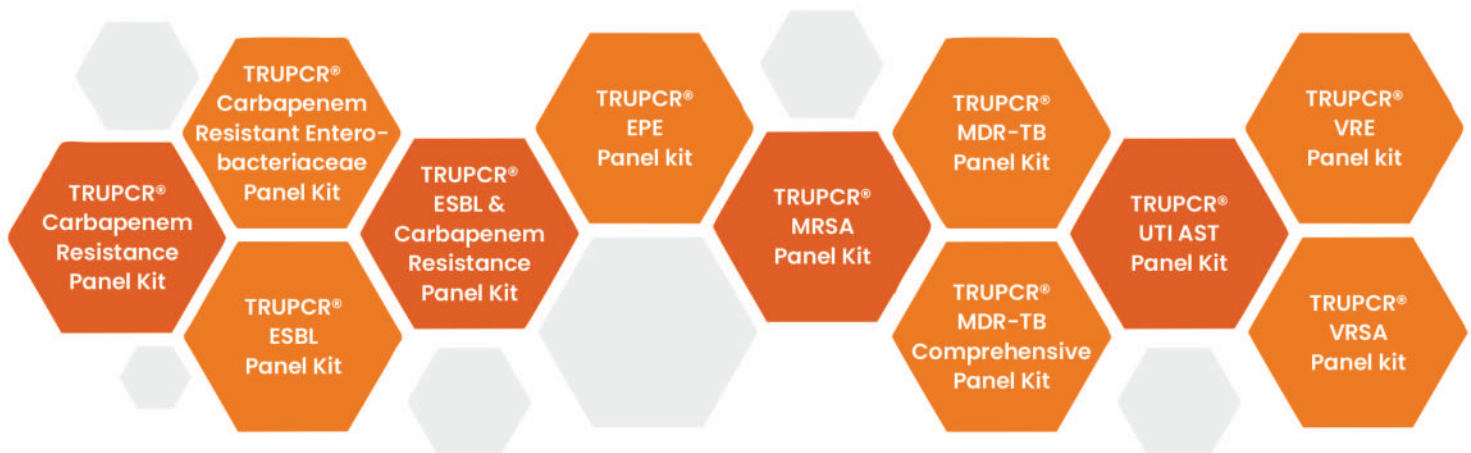 TRUPCR®
Carbapenem
Resistance
Panel Kit
TRUPCR®
Carbapenem
Resistant Entero-
bacteriaceae
Panel Kit
TRUPCR®
ESBL
Panel Kit
TRUPCR®
ESBL &
Carbapenem
Resistance
Panel Kit
TRUPCR®
EPE
Panel kit
TRUPCR®
MRSA
Panel Kit
TRUPCR®
MDR-TB
Panel Kit
TRUPCR®
MDR-TB
Comprehensive
Panel Kit
TRUPCR®
UTI AST
Panel Kit
TRUPCR®
VRE
Panel kit
TRUPCR®
VRSA
Panel kit